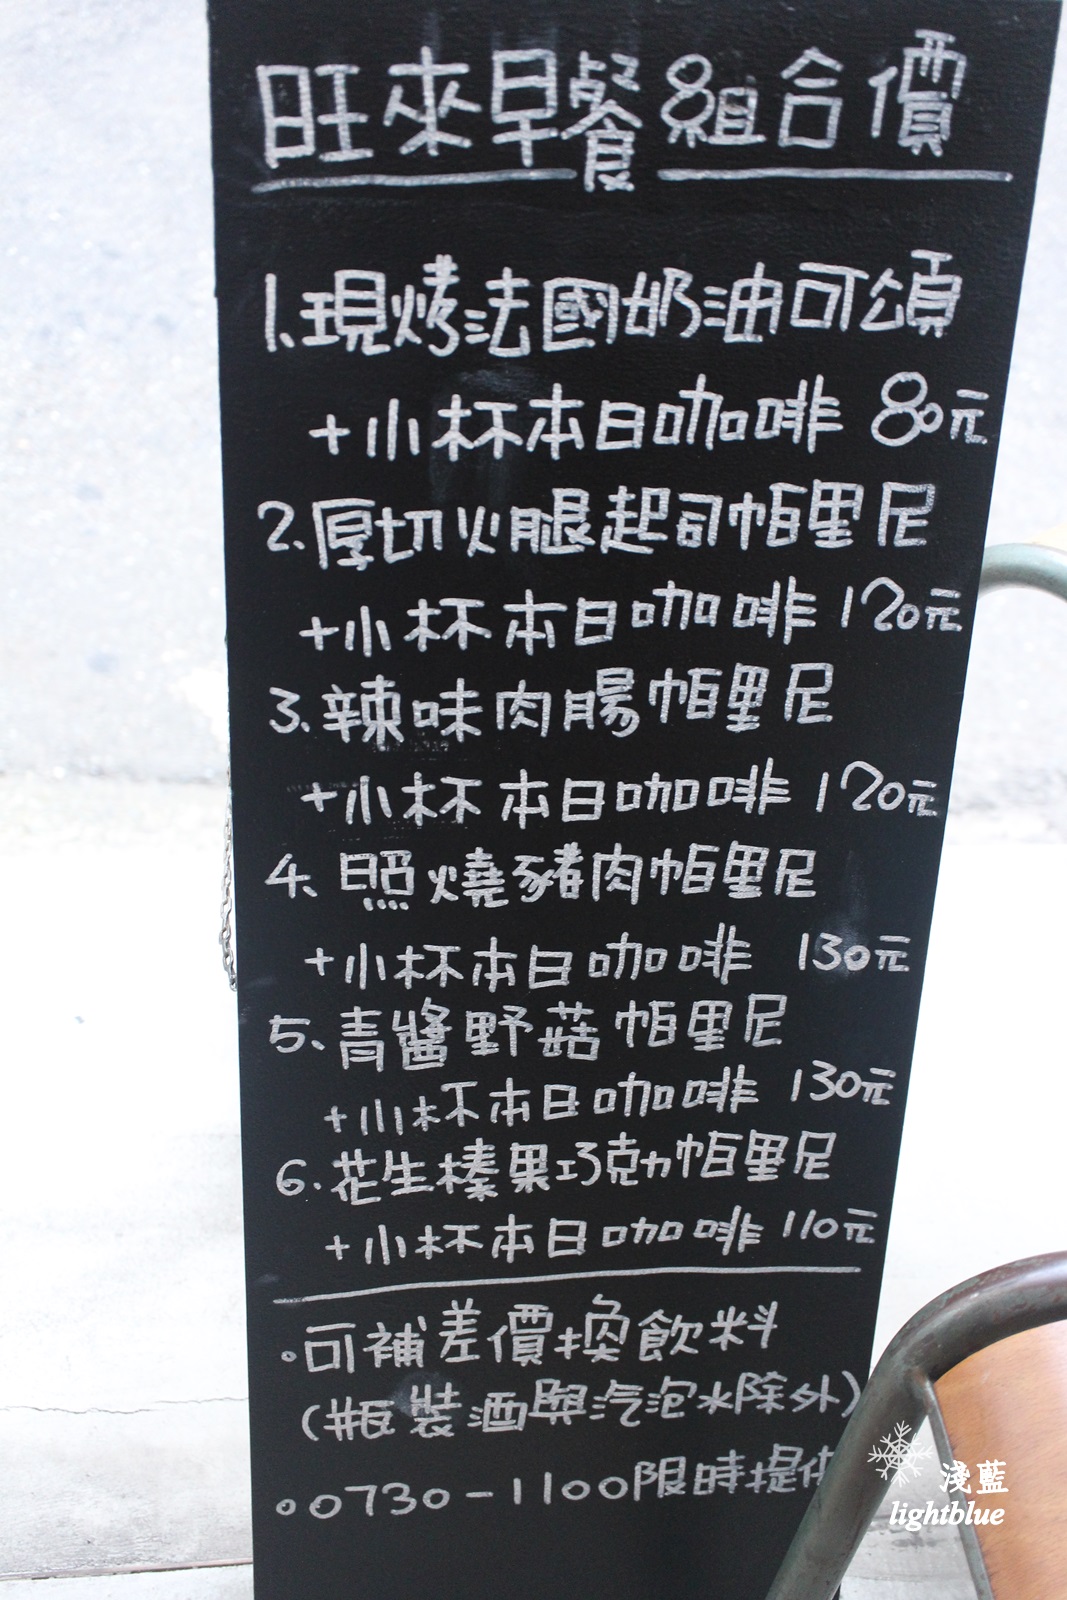 旺來早餐組合價
1.現烤法國奶油可頌
+小杯本日咖啡 80元
2.厚切火腿起司帕里尼
+小杯本日咖啡 120元
3.辣味肉腸帕里尼
+小杯本日咖啡 120元
4、照燒豬肉帕里尼
+小杯本日咖啡 130元
5、青醬野菇帕里尼
+小杯本日咖啡 130元
6.花生榛果巧克力帕里尼
+小杯本日咖啡 110元
。可補差價換飲料
(瓶裝酒與汽泡水除外)
。0730-1100限時提供
淺藍
lightblue